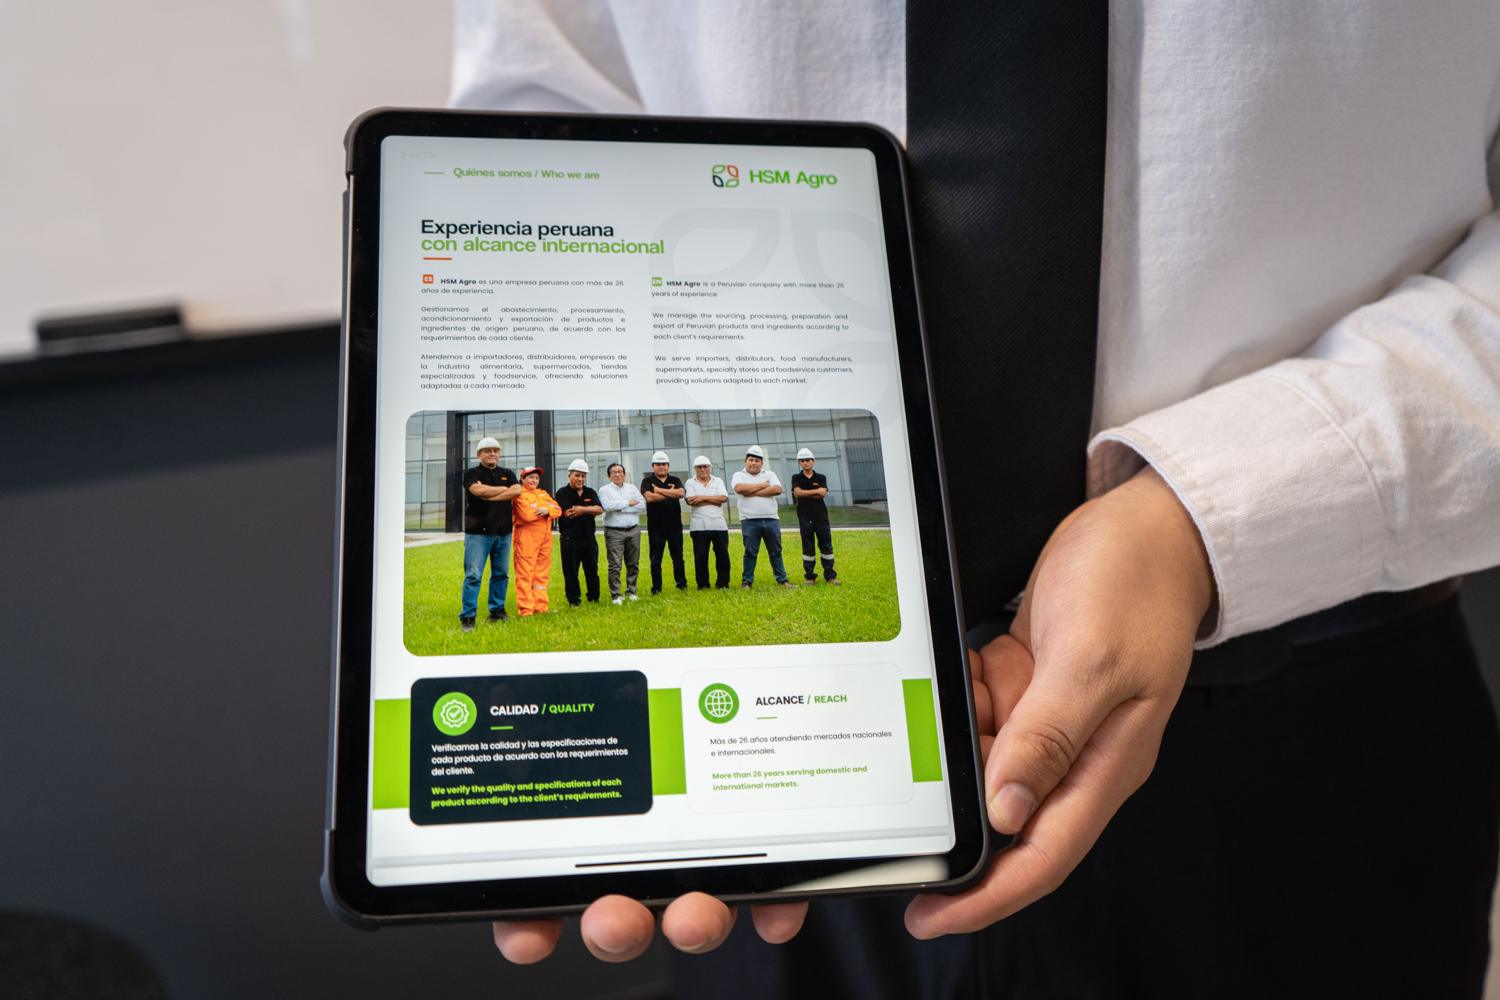 Quiénes somos / Who we are
HSM Agro
Experiencia peruana
con alcance internacional
ES HSM Agro es una empresa peruana con más de 26
años de experiencia.
Gestionamos el abastecimiento, procesamiento,
acondicionamiento y exportación de productos e
ingredientes de origen peruano, de acuerdo con los
requerimientos de cada cliente.
Atendemos a importadores, distribuidores, empresas de
la industria alimentaria, supermercados, tiendas
especializadas y foodservice, ofreciendo soluciones
adaptadas a cada mercado.
EN HSM Agro is a Peruvian company with more than 26
years of experience.
We manage the sourcing, processing, preparation and
export of Peruvian products and ingredients according to
each client's requirements.
We serve importers, distributors, food manufacturers,
supermarkets, specialty stores and foodservice customers,
providing solutions adapted to each market.
CALIDAD / QUALITY
Verificamos la calidad y las especificaciones de
cada producto de acuerdo con los requerimientos
del cliente.
We verify the quality and specifications of each
product according to the client's requirements.
ALCANCE / REACH
Más de 26 años atendiendo mercados nacionales
e internacionales.
More than 26 years serving domestic and
international markets.